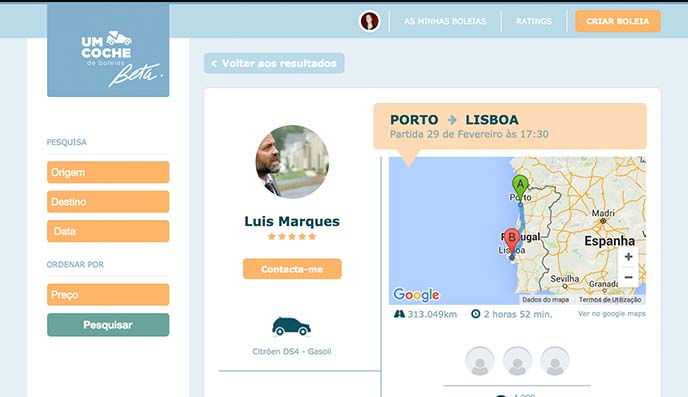 UM
COCHE
de boleias
Beta.
AS MINHAS BOLEIAS
RATINGS
CRIAR BOLEIA
< Voltar aos resultados
PESQUISA
Origem
Destino
Data
ORDENAR POR
Preço
Pesquisar
Luis Marques
Contacta-me
Citröen DS4 - Gasoil
PORTO → LISBOA
Partida 29 de Fevereiro às 17:30
A
Porto
B
Lisboa
Madri
Espanha
Sevilha
Granada
+
−
Google
Dados do mapa
Termos de Utilização
313.049km
2 horas 52 min.
Ver no google maps